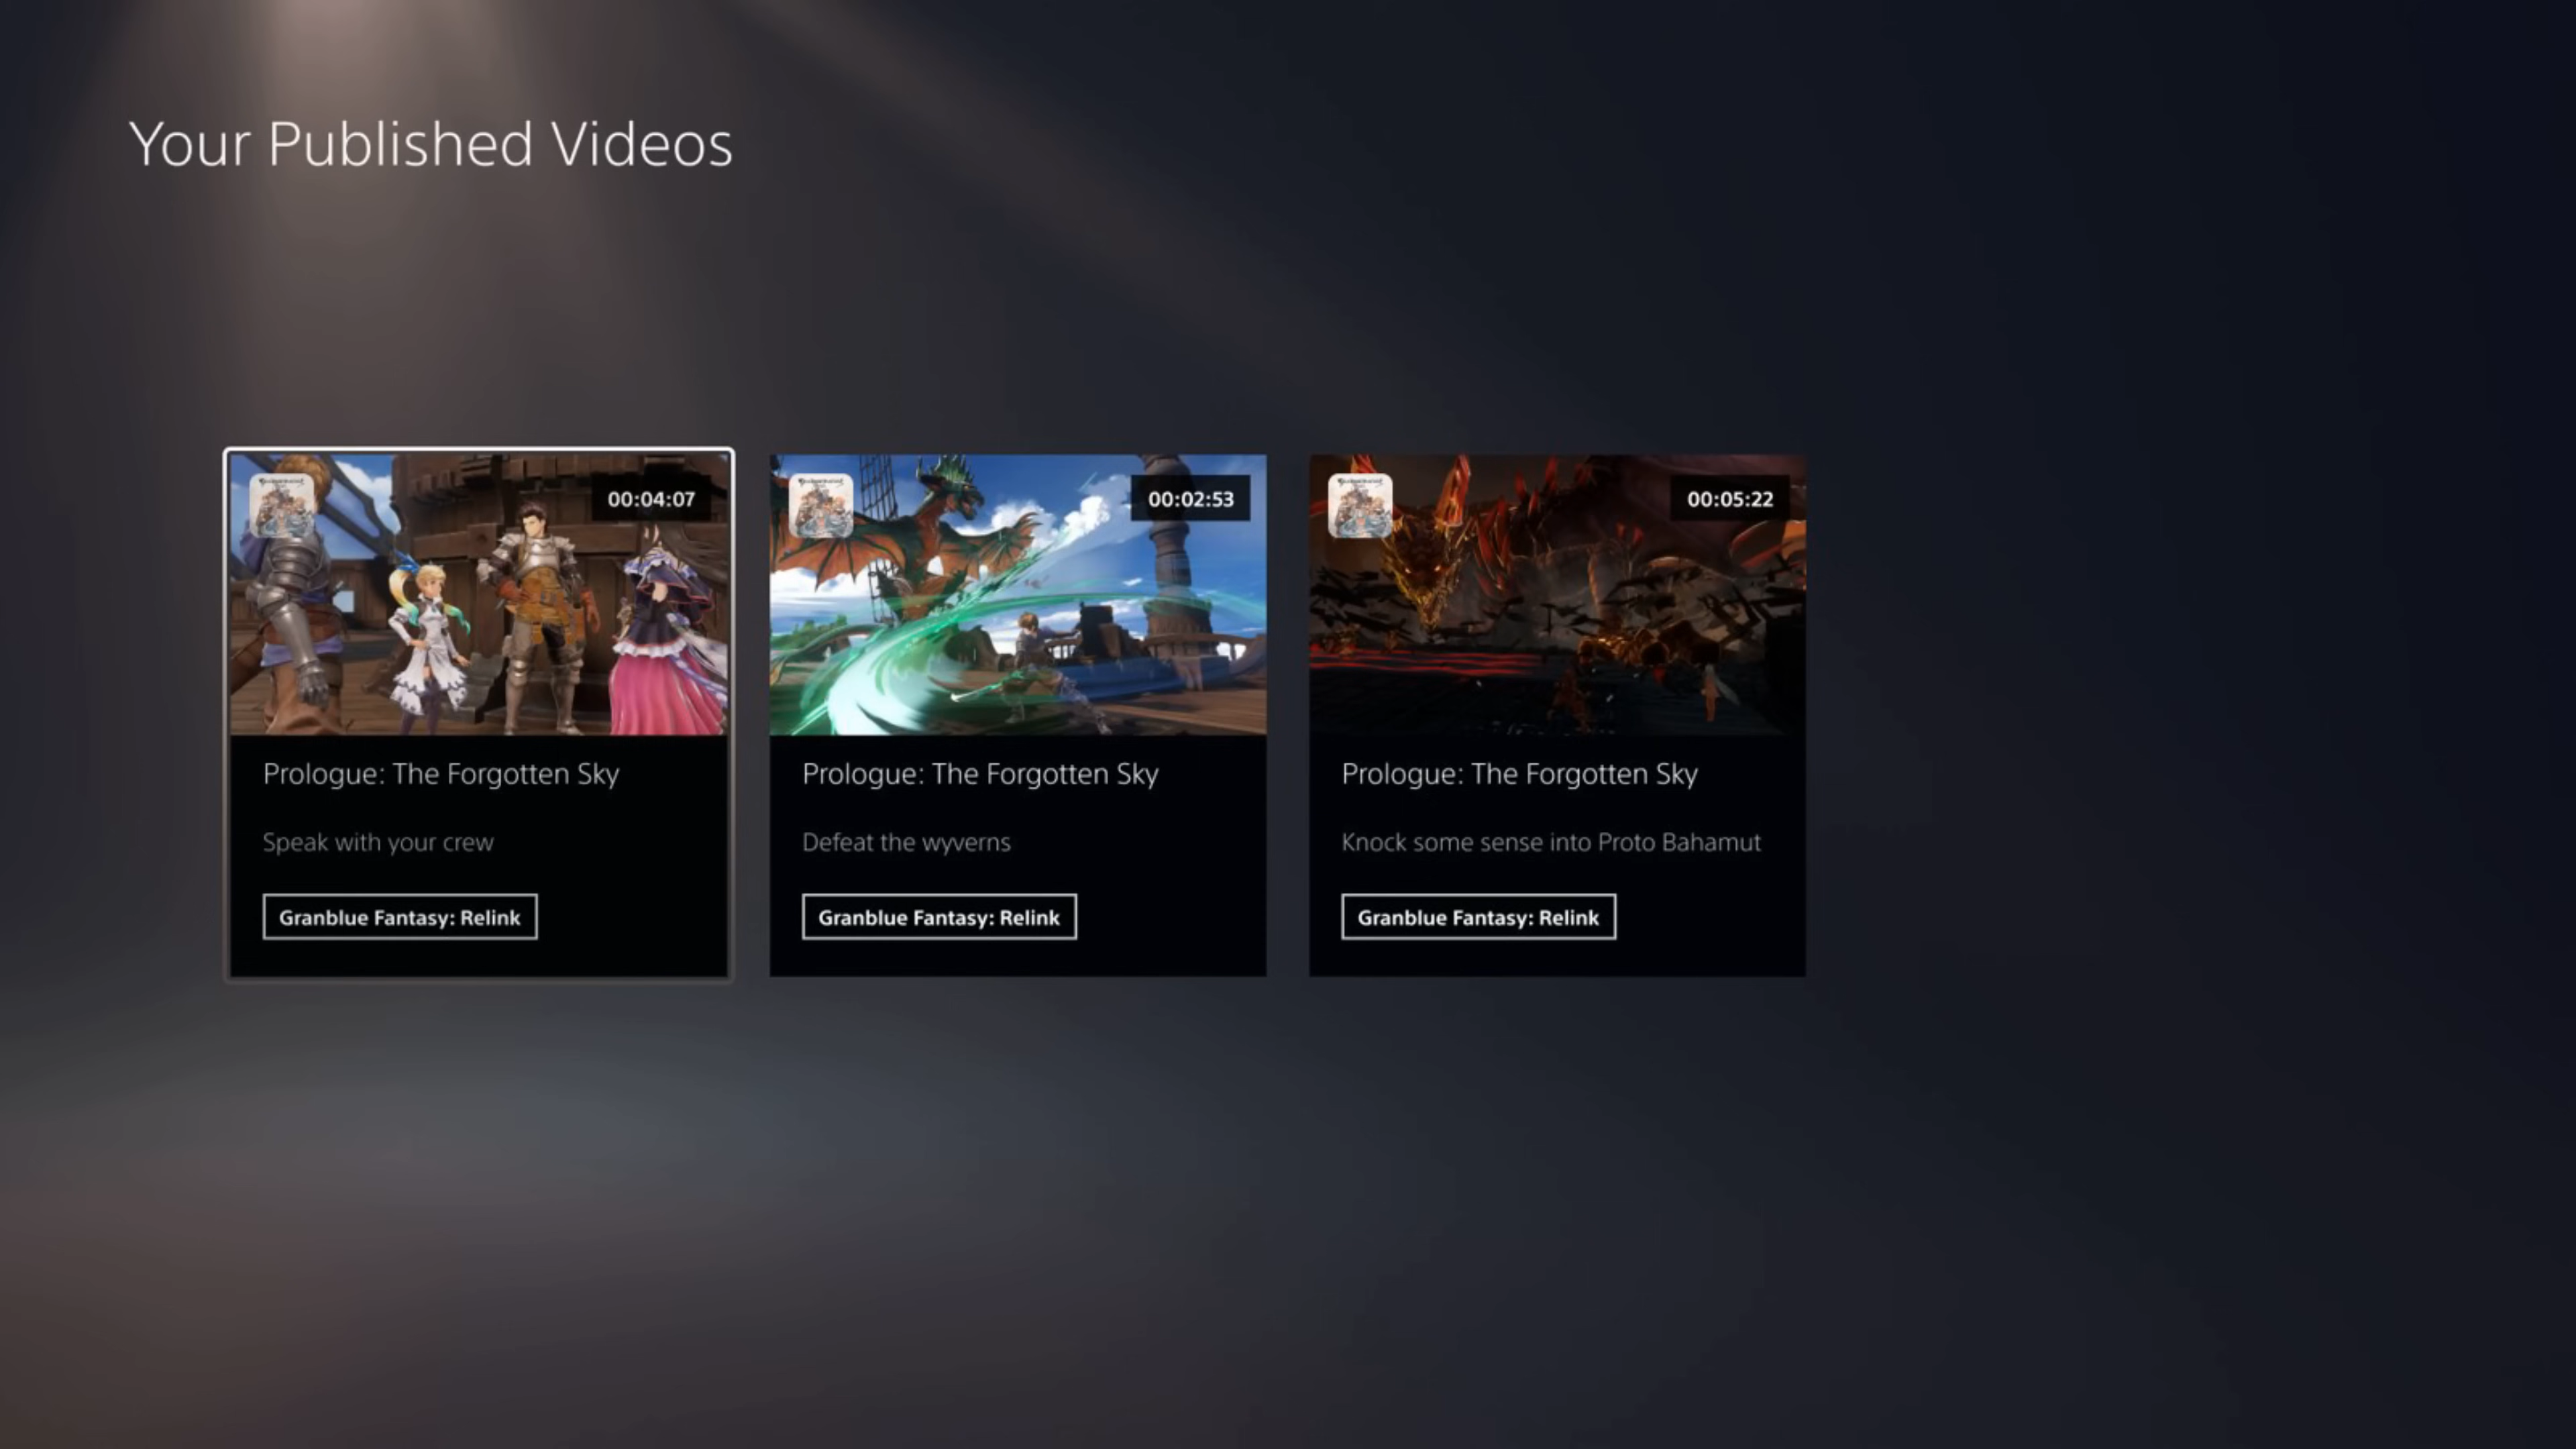 Your Published Videos
00:04:07
Prologue: The Forgotten Sky
Speak with your crew
Granblue Fantasy: Relink
00:02:53
Prologue: The Forgotten Sky
Defeat the wyverns
Granblue Fantasy: Relink
00:05:22
Prologue: The Forgotten Sky
Knock some sense into Proto Bahamut
Granblue Fantasy: Relink